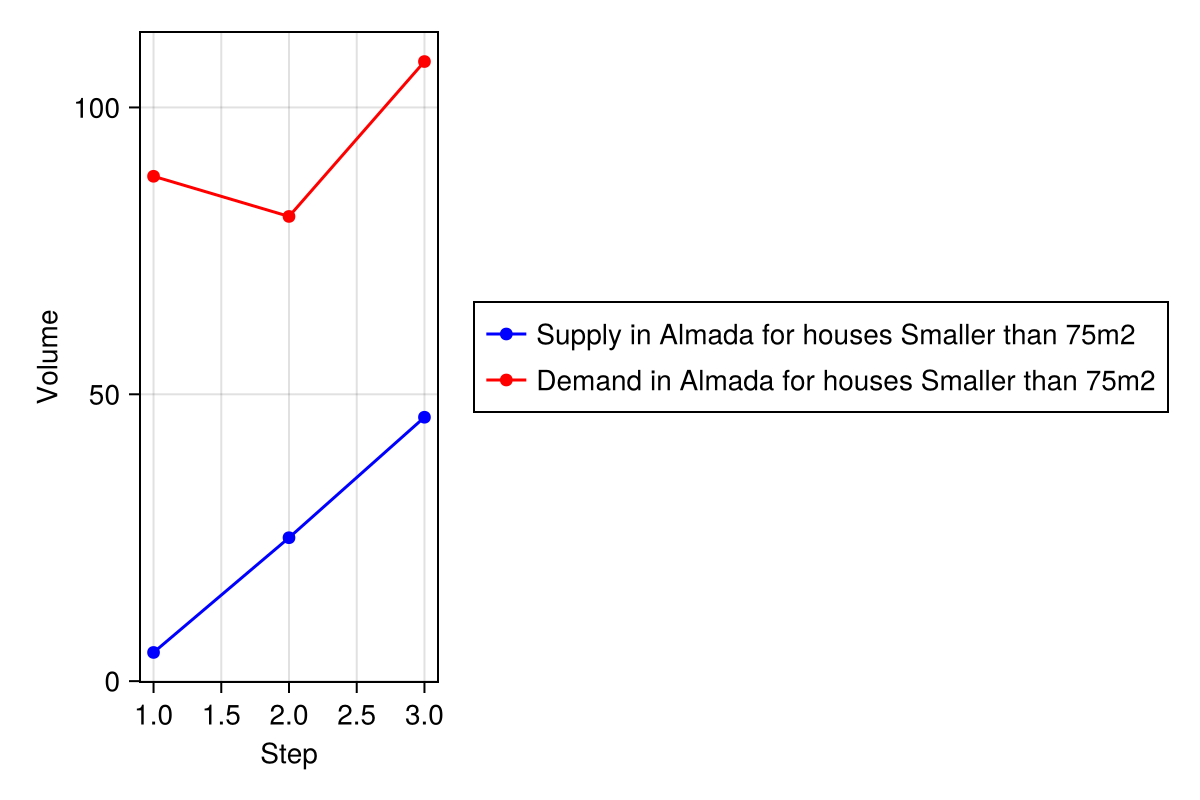 100
50
0
Volume
1.0 1.5 2.0 2.5 3.0
Step
Supply in Almada for houses Smaller than 75m2
Demand in Almada for houses Smaller than 75m2